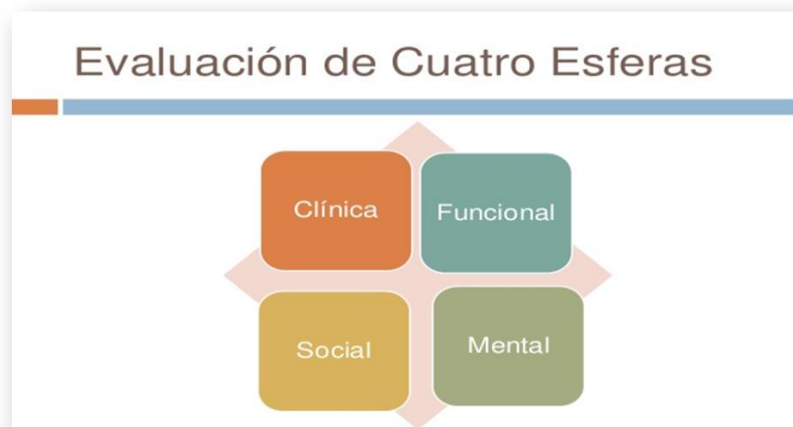 Evaluación de Cuatro Esferas
Clínica
Funcional
Social
Mental